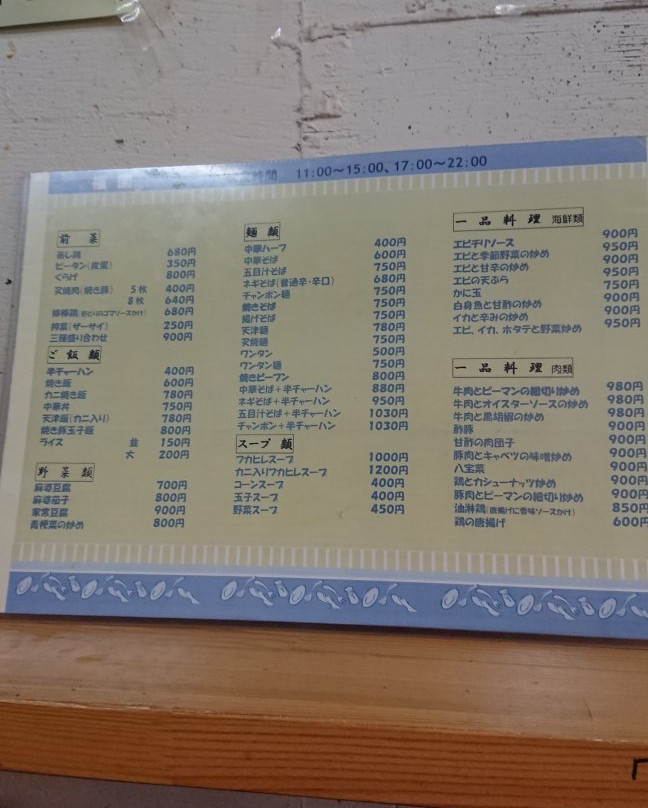 時間 11:00～15:00、17:00～22:00
前菜
蒸し鶏 680円
ピータン(皮蛋) 350円
くらげ 800円
叉焼肉(焼き豚) 5枚 400円
8枚 640円
棒棒鶏(蒸どりのゴマソースかけ) 680円
搾菜(ザーサイ) 250円
三種盛り合わせ 900円
ご飯類
半チャーハン 400円
焼き飯 600円
カニ焼き飯 780円
中華丼 750円
天津飯(カニ入り) 780円
焼き豚玉子飯 800円
ライス 並 150円
大 200円
野菜類
麻婆豆腐 700円
麻婆茄子 800円
家常豆腐 900円
青梗菜の炒め 800円
麺類
中華ハーフ 400円
中華そば 600円
五目汁そば 750円
ネギそば(普通辛・辛口) 680円
チャンポン麺 750円
焼きそば 750円
揚げそば 750円
天津麺 780円
叉焼麺 750円
ワンタン 500円
ワンタン麺 750円
焼きビーフン 800円
中華そば+半チャーハン 880円
ネギそば+半チャーハン 950円
五目汁そば+半チャーハン 1030円
チャンポン+半チャーハン 1030円
スープ類
フカヒレスープ 1000円
カニ入りフカヒレスープ 1200円
コーンスープ 400円
玉子スープ 400円
野菜スープ 450円
一品料理 海鮮類
エビチリソース 900円
エビと季節野菜の炒め 950円
エビと甘辛の炒め 900円
エビの天ぷら 950円
かに玉 750円
白身魚と甘酢の炒め 900円
イカと辛みの炒め 900円
エビ、イカ、ホタテと野菜炒め 950円
一品料理 肉類
牛肉とピーマンの細切り炒め 980円
牛肉とオイスターソースの炒め 980円
牛肉と黒胡椒の炒め 980円
酢豚 900円
甘酢の肉団子 900円
豚肉とキャベツの味噌炒め 900円
八宝菜 900円
鶏とカシューナッツ炒め 900円
豚肉とピーマンの細切り炒め 900円
油淋鶏(唐揚げに香味ソースかけ) 850円
鶏の唐揚げ 600円